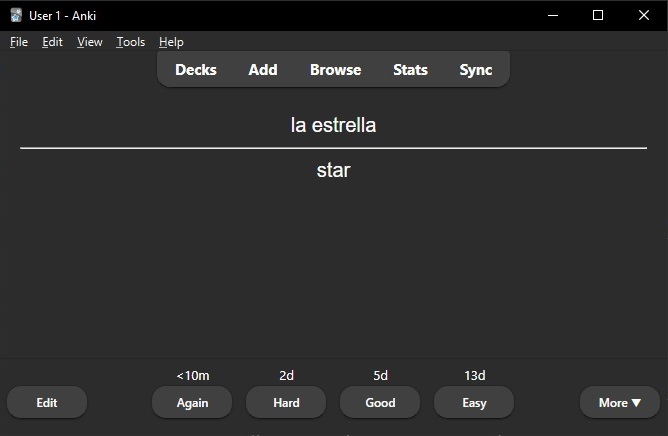 User 1 - Anki
File Edit View Tools Help
Decks Add Browse Stats Sync
la estrella
star
<10m 2d 5d 13d
Edit Again Hard Good Easy More ▼